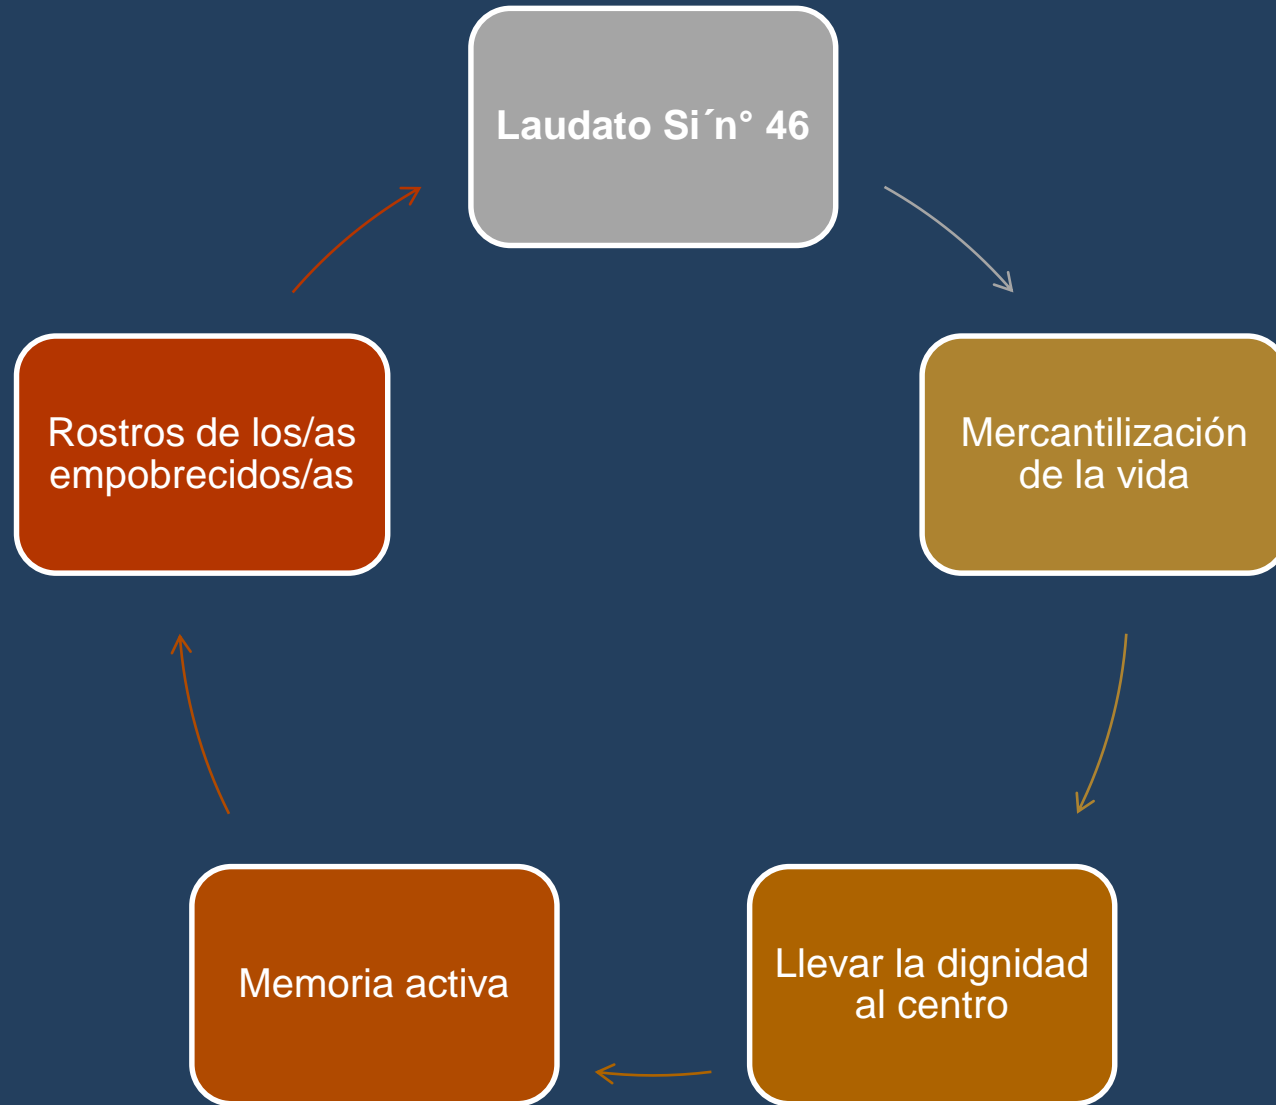 Laudato Si´n° 46
Mercantilización
de la vida
Llevar la dignidad
al centro
Memoria activa
Rostros de los/as
empobrecidos/as